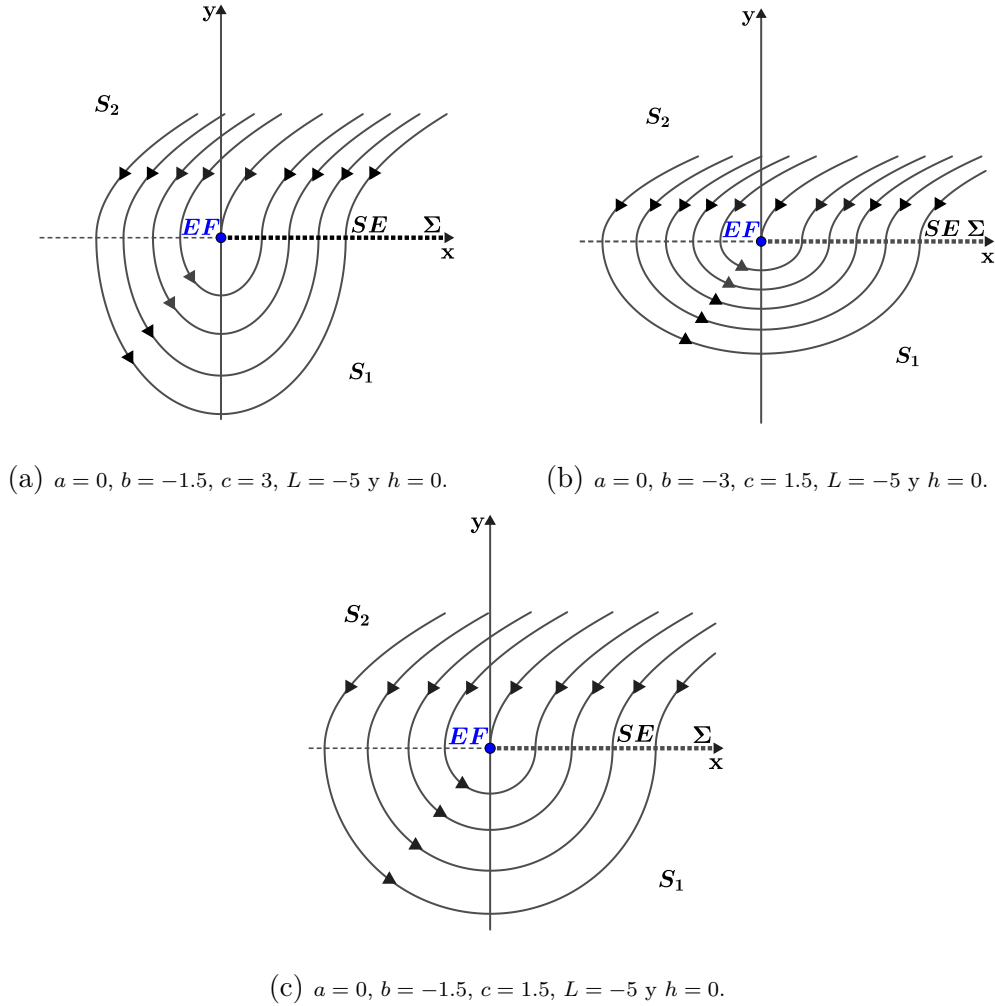 y
S₂
EF
SE
Σ
x
S₁
(a) a = 0, b = −1.5, c = 3, L = −5 y h = 0.
y
S₂
EF
SE Σ
x
S₁
(b) a = 0, b = −3, c = 1.5, L = −5 y h = 0.
y
S₂
EF
SE
Σ
x
S₁
(c) a = 0, b = −1.5, c = 1.5, L = −5 y h = 0.